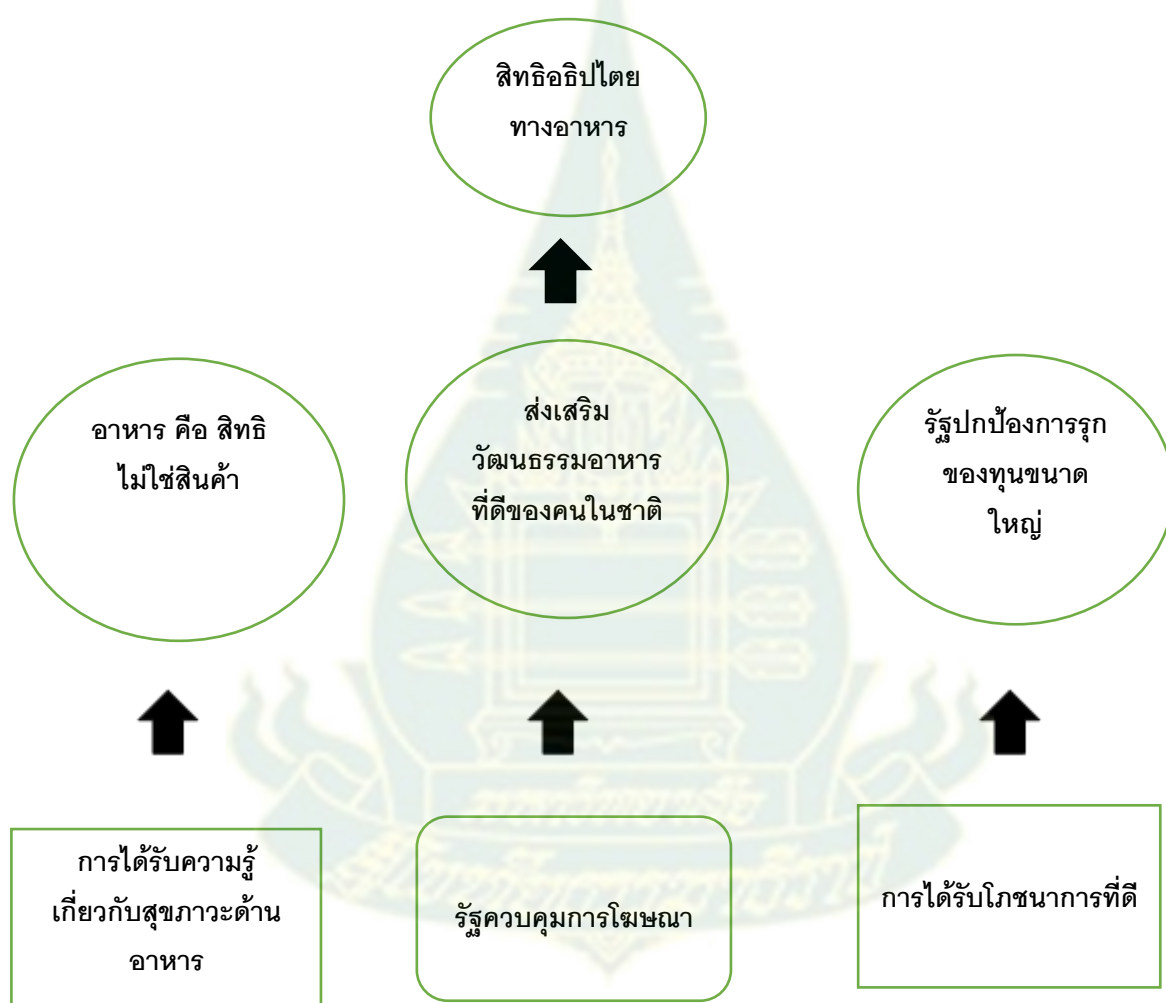 สิทธิอธิปไตย
ทางอาหาร
อาหาร คือ สิทธิ
ไม่ใช่สินค้า
ส่งเสริม
วัฒนธรรมอาหาร
ที่ดีของคนในชาติ
รัฐปกป้องการรุก
ของทุนขนาด
ใหญ่
การได้รับความรู้
เกี่ยวกับสุขภาวะด้าน
อาหาร
รัฐควบคุมการโฆษณา
การได้รับโภชนาการที่ดี